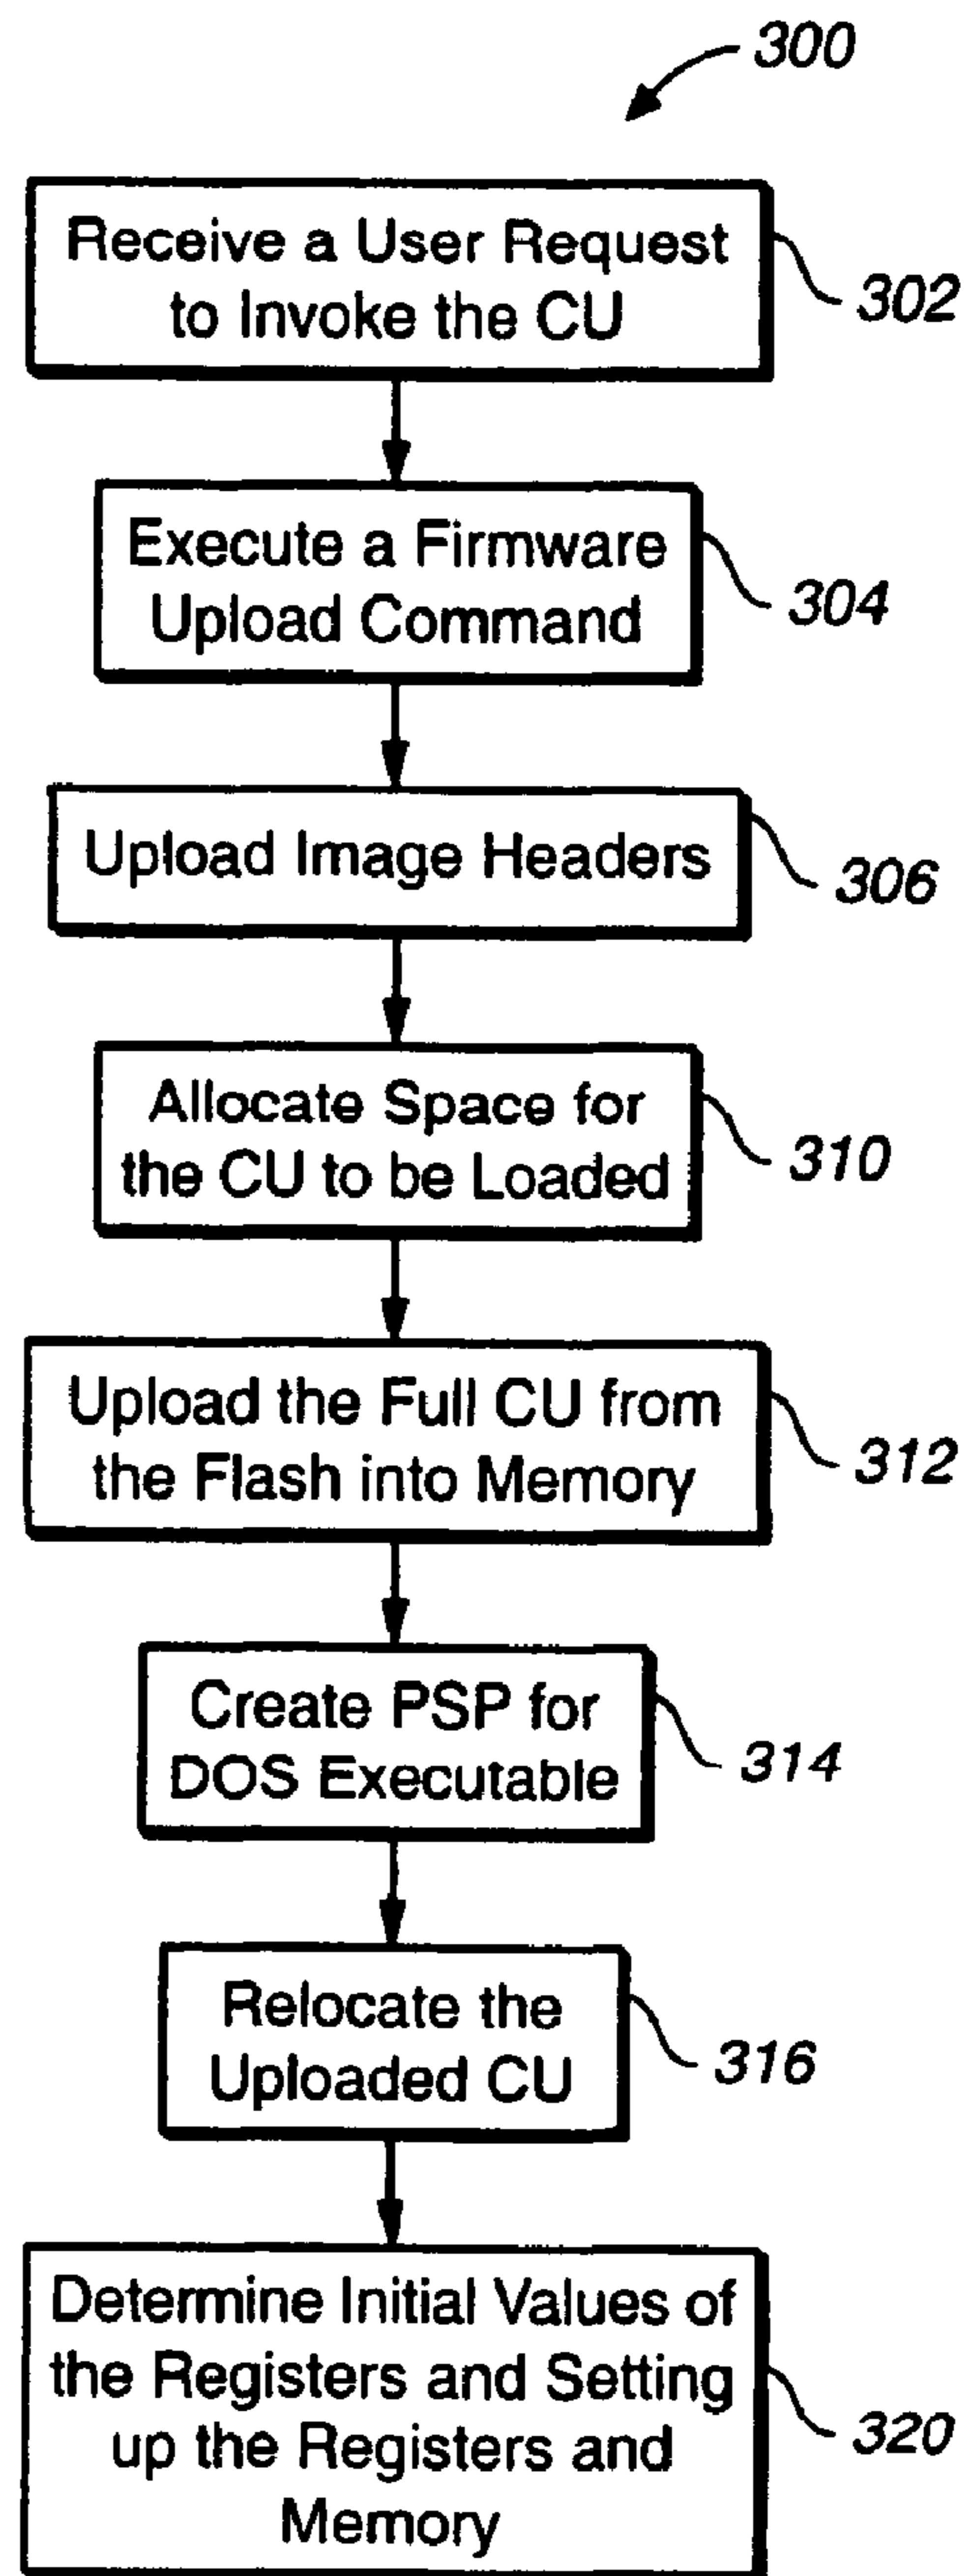 300
Receive a User Request
to Invoke the CU
302
Execute a Firmware
Upload Command
304
Upload Image Headers
306
Allocate Space for
the CU to be Loaded
310
Upload the Full CU from
the Flash into Memory
312
Create PSP for
DOS Executable
314
Relocate the
Uploaded CU
316
Determine Initial Values of
the Registers and Setting
up the Registers and
Memory
320